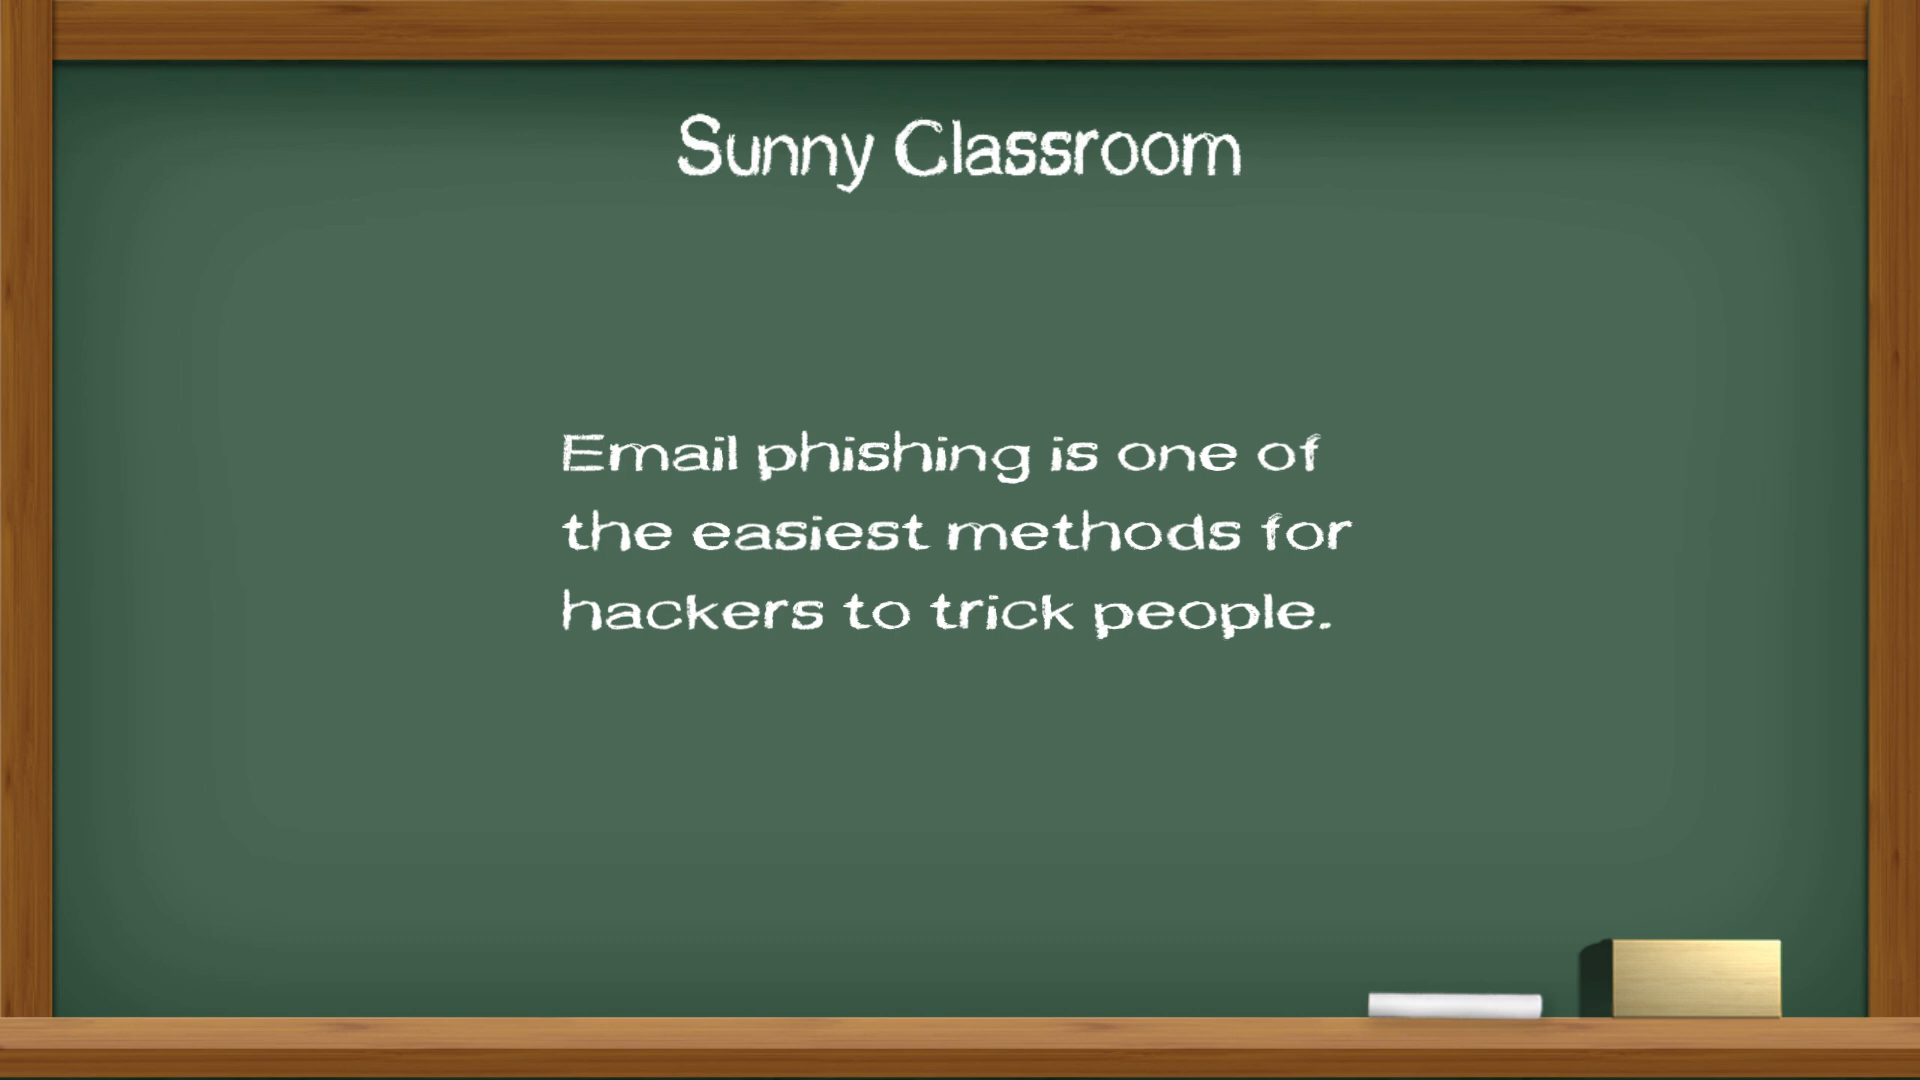 Sunny Classroom
Email phishing is one of
the easiest methods for
hackers to trick people.